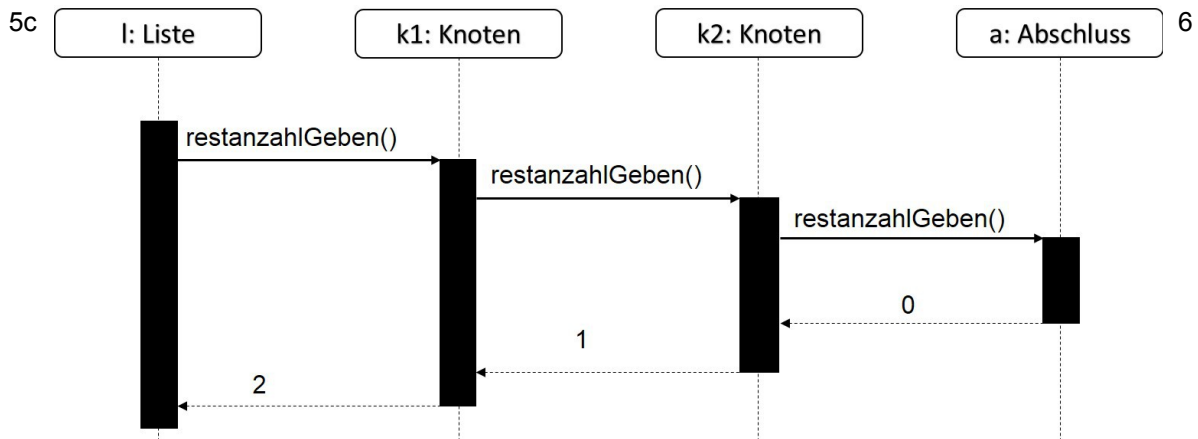 5c
l: Liste
k1: Knoten
k2: Knoten
a: Abschluss
6
restanzahlGeben()
restanzahlGeben()
restanzahlGeben()
0
1
2